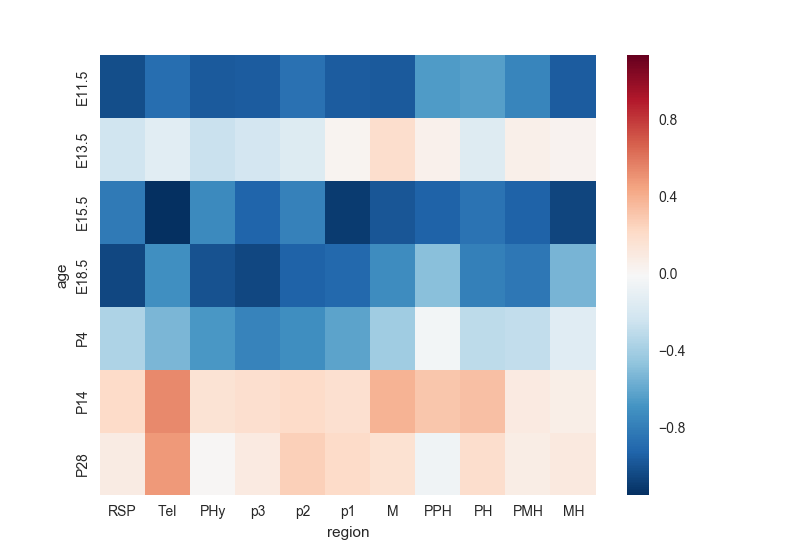 age
E11.5
E13.5
E15.5
E18.5
P4
P14
P28
RSP Tel PHy p3 p2 p1 M PPH PH PMH MH
region
0.8
0.4
0.0
−0.4
−0.8